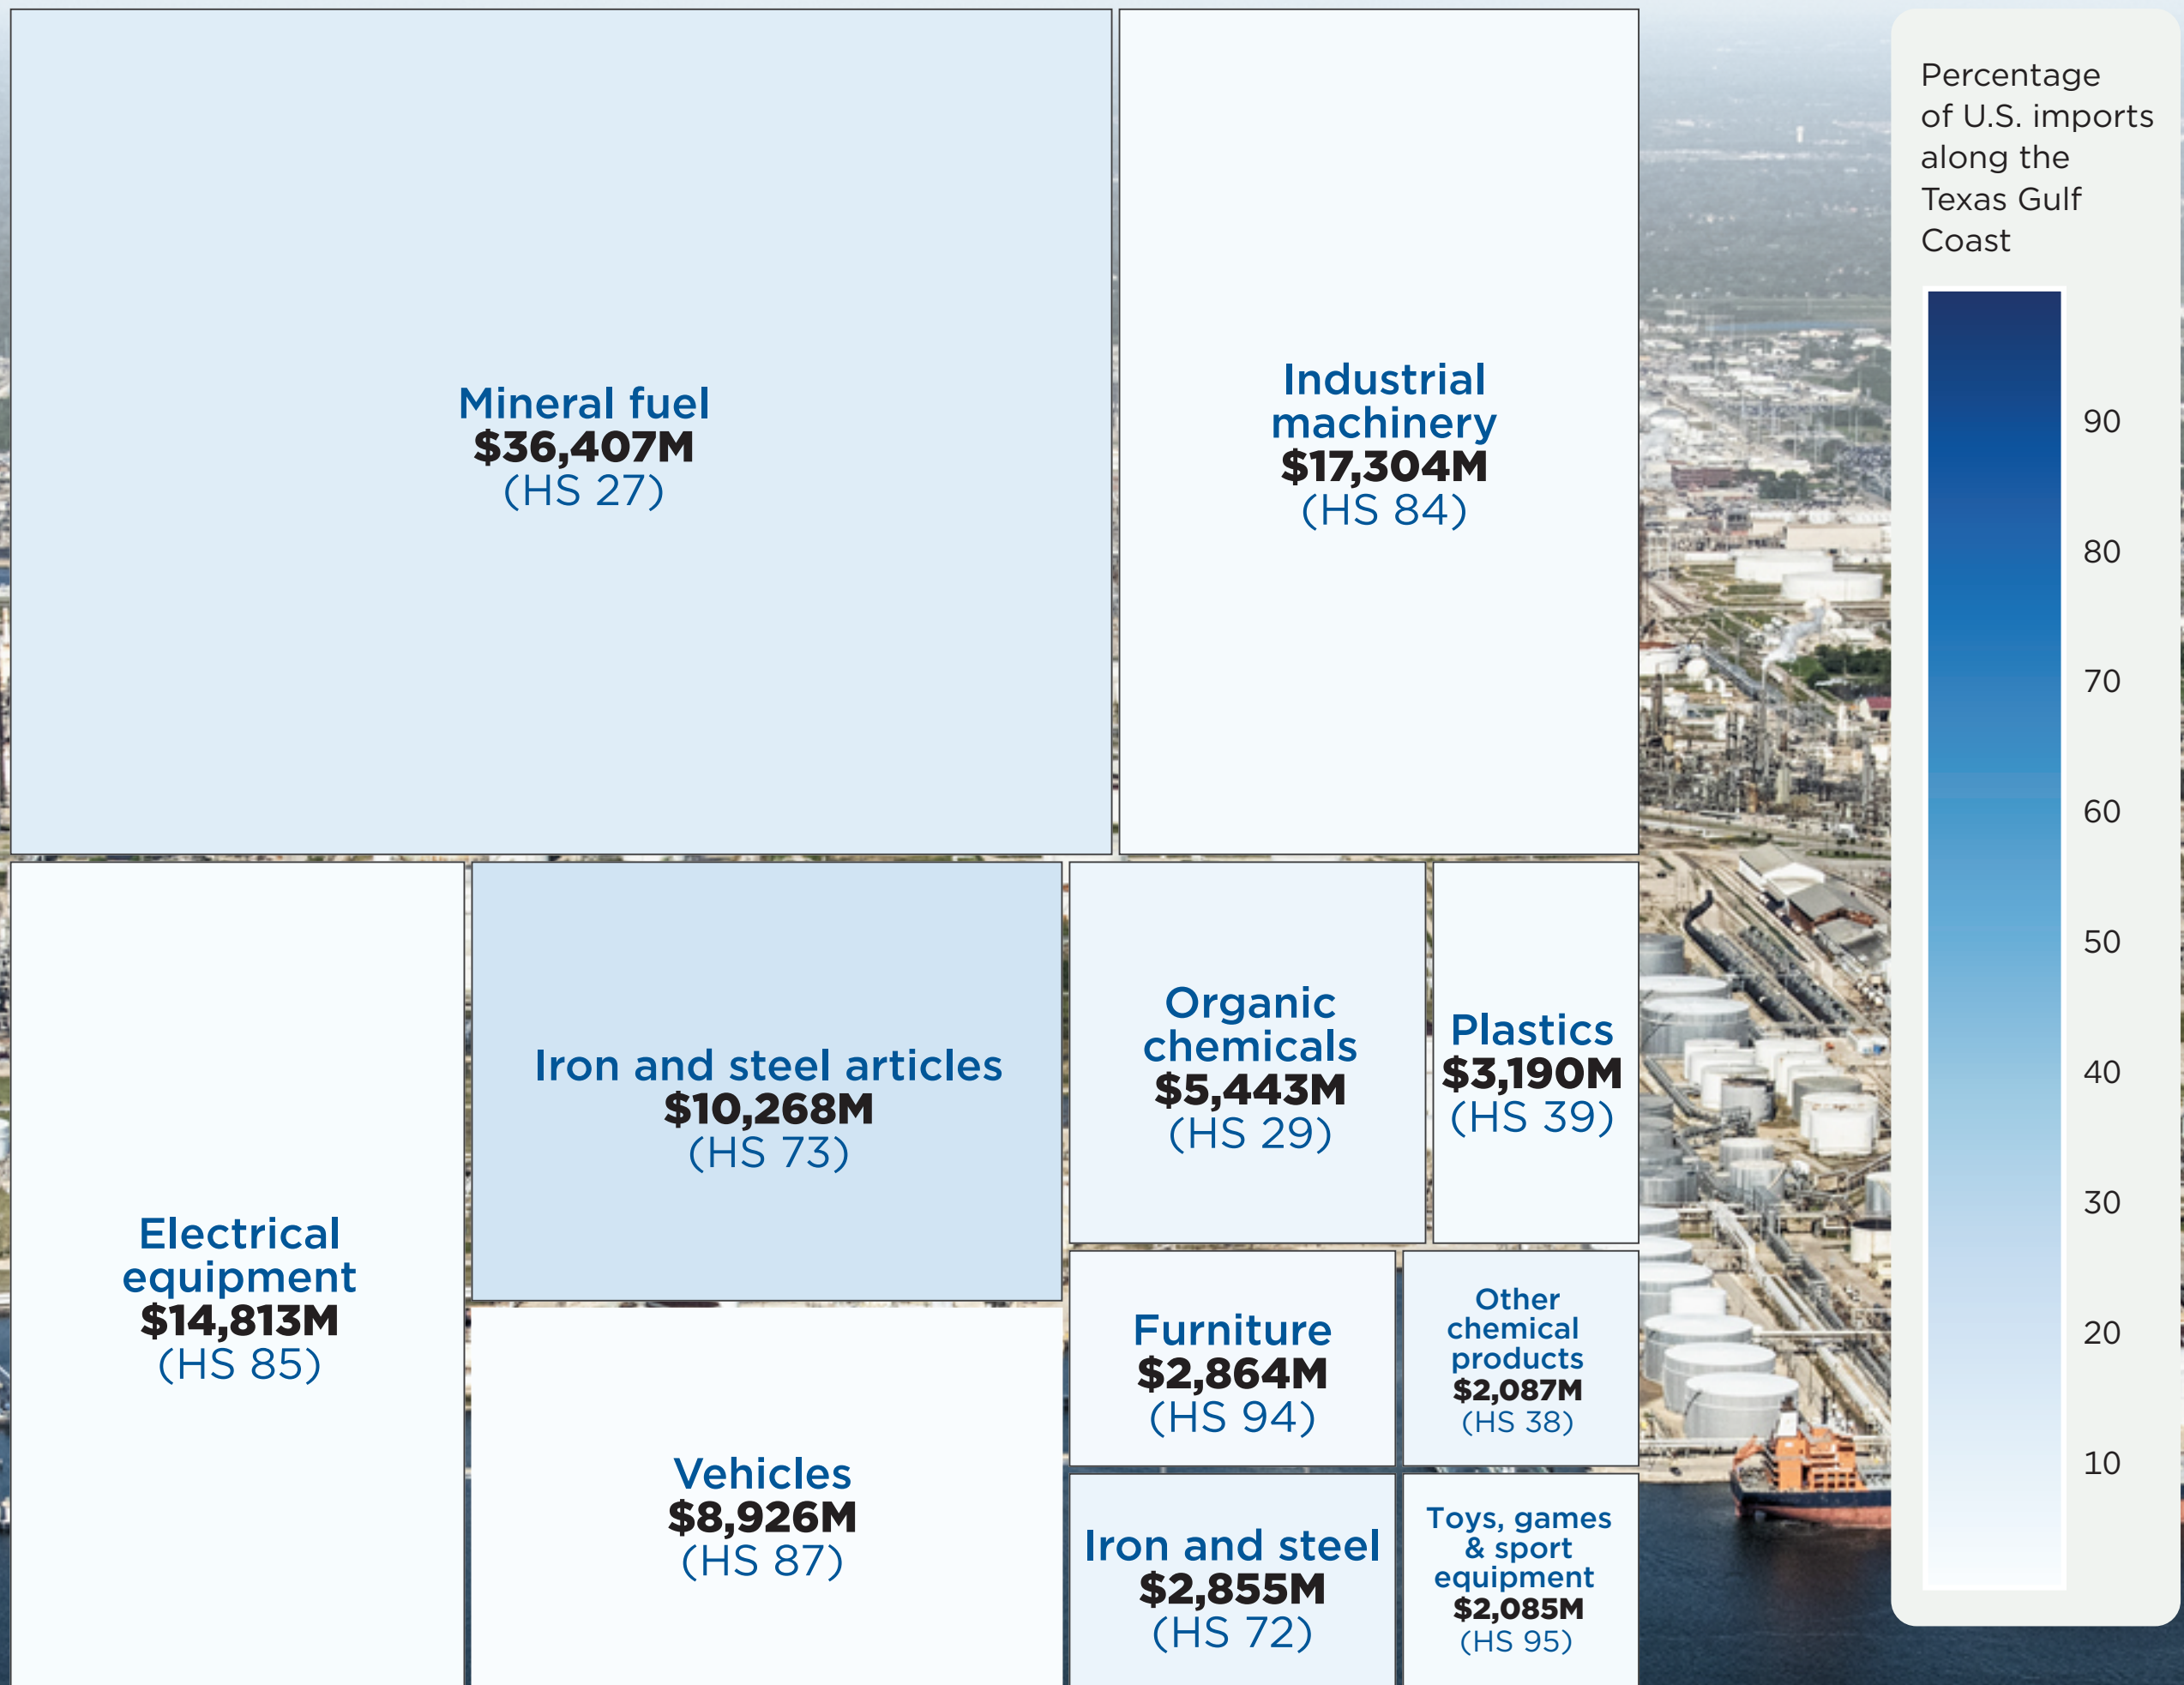 Mineral fuel
$36,407M
(HS 27)
Industrial
machinery
$17,304M
(HS 84)
Electrical
equipment
$14,813M
(HS 85)
Iron and steel articles
$10,268M
(HS 73)
Vehicles
$8,926M
(HS 87)
Organic
chemicals
$5,443M
(HS 29)
Plastics
$3,190M
(HS 39)
Furniture
$2,864M
(HS 94)
Other
chemical
products
$2,087M
(HS 38)
Iron and steel
$2,855M
(HS 72)
Toys, games
& sport
equipment
$2,085M
(HS 95)
Percentage
of U.S. imports
along the
Texas Gulf
Coast
90
80
70
60
50
40
30
20
10